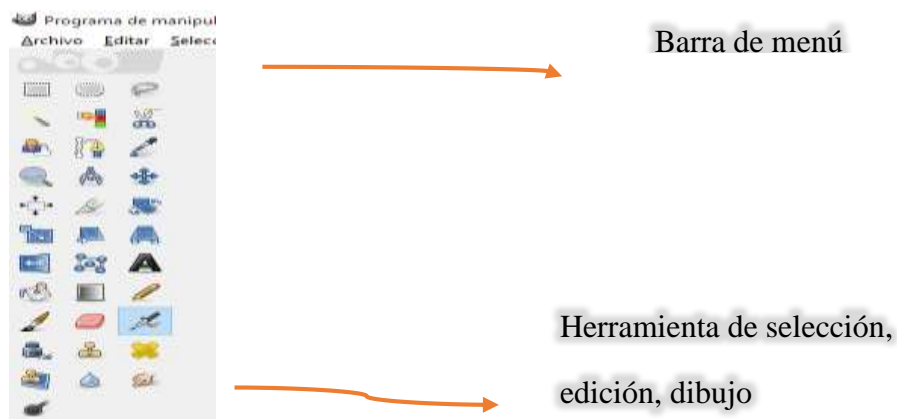 Programa de manipul
Archivo Editar Selecc
Barra de menú
Herramienta de selección,
edición, dibujo